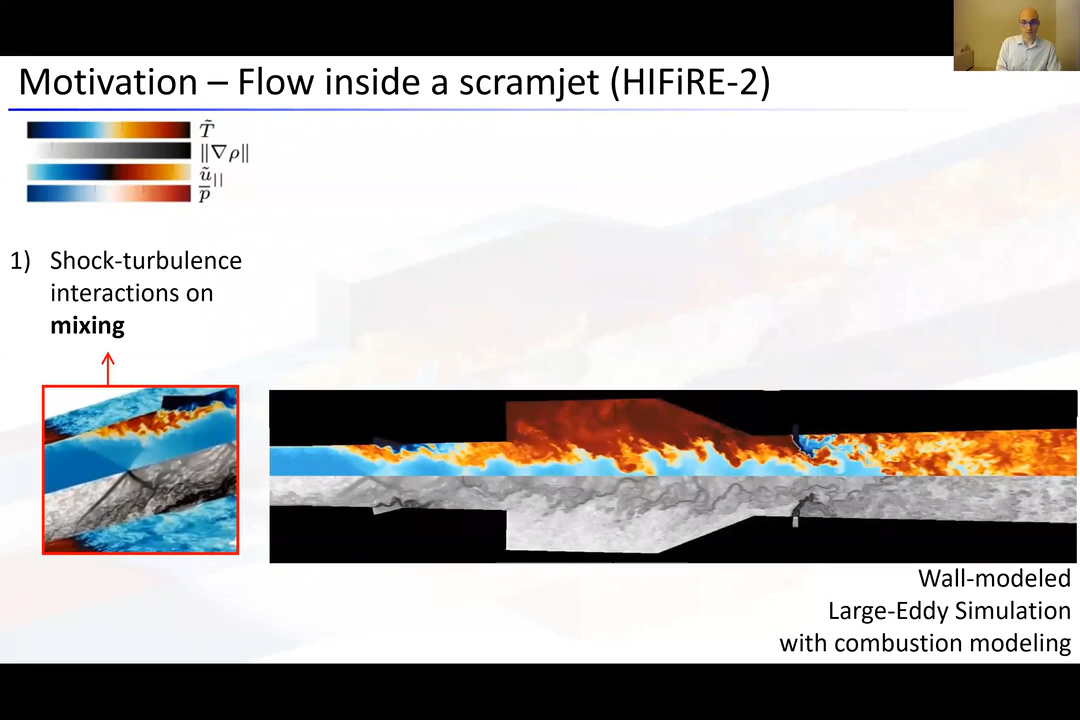 Motivation – Flow inside a scramjet (HIFiRE-2)
T̃
||∇ρ||
ũ||
p̅
1) Shock-turbulence
interactions on
mixing
Wall-modeled
Large-Eddy Simulation
with combustion modeling